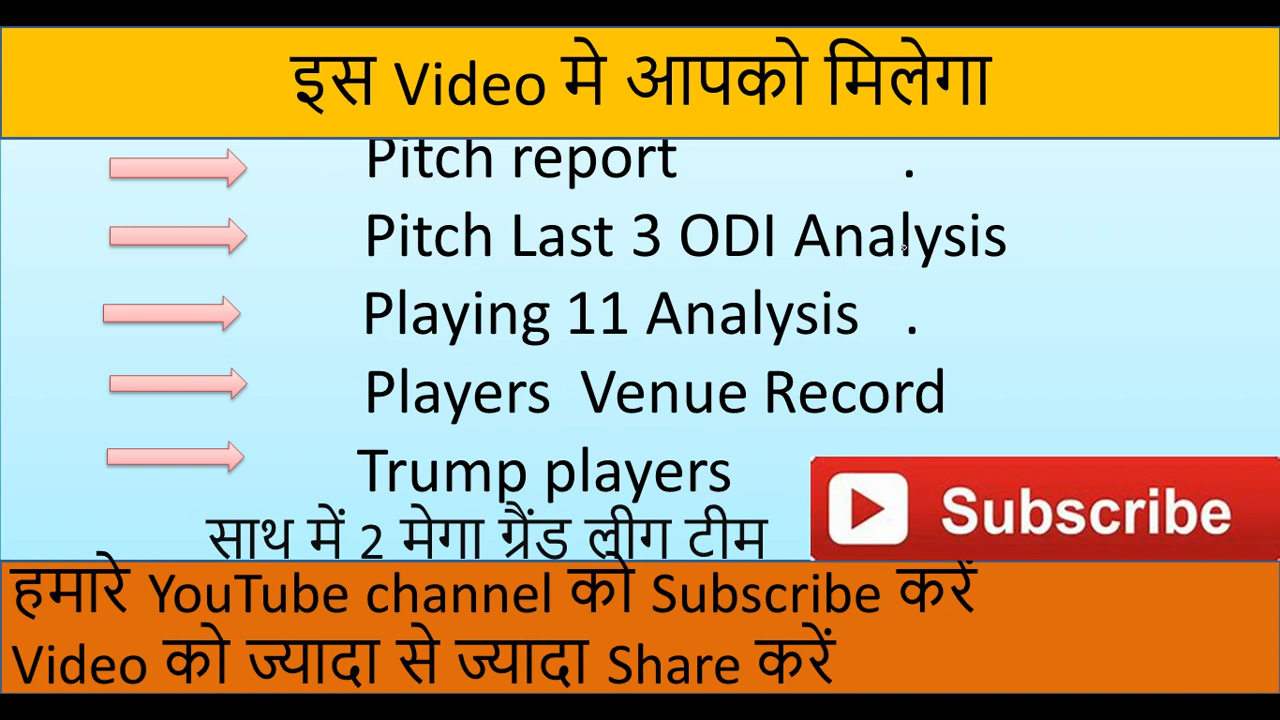 इस Video मे आपको मिलेगा
Pitch report .
Pitch Last 3 ODI Analysis
Playing 11 Analysis .
Players Venue Record
Trump players
साथ में 2 मेगा ग्रैंड लीग टीम
Subscribe
हमारे YouTube channel को Subscribe करें
Video को ज्यादा से ज्यादा Share करें